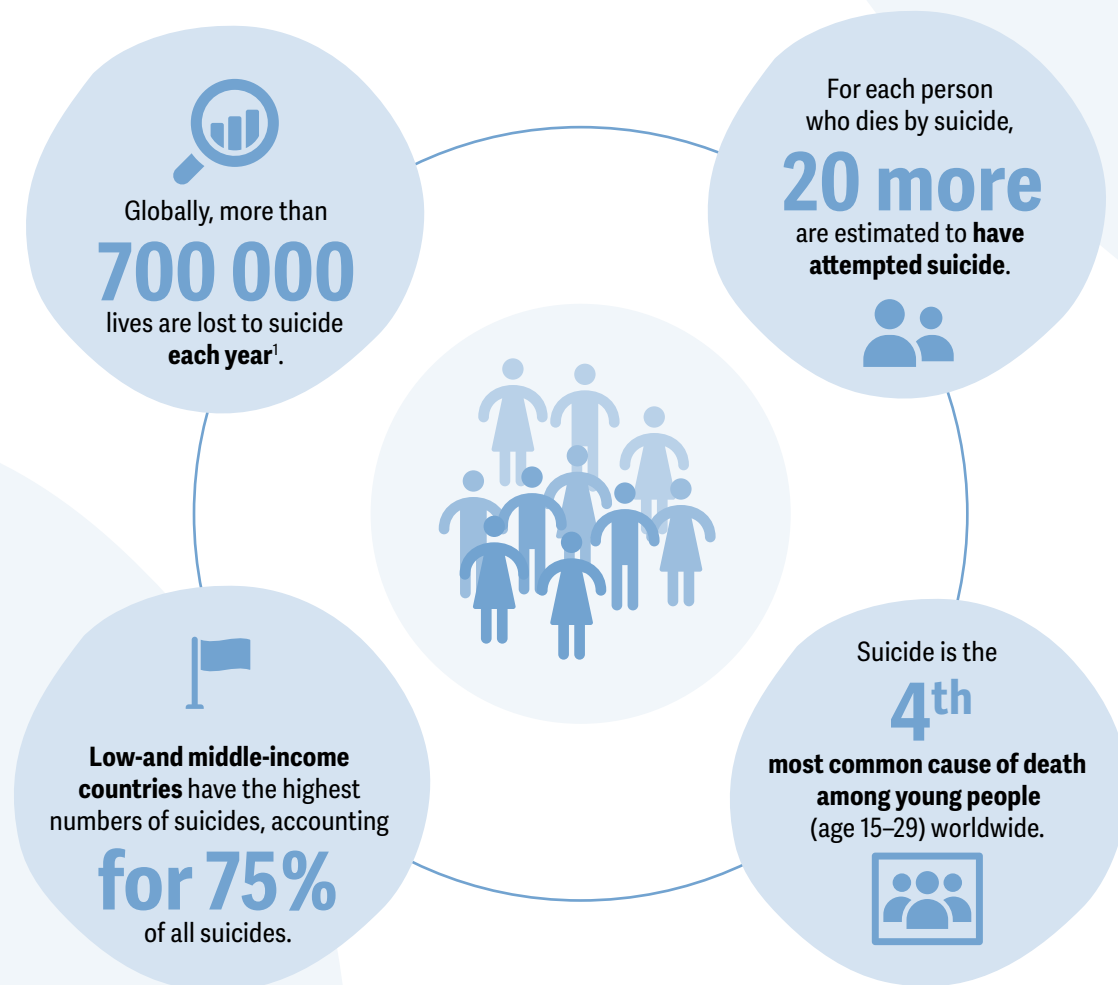 Globally, more than
700 000
lives are lost to suicide
each year¹.
For each person
who dies by suicide,
20 more
are estimated to have
attempted suicide.
Low-and middle-income
countries have the highest
numbers of suicides, accounting
for 75%
of all suicides.
Suicide is the
4th
most common cause of death
among young people
(age 15–29) worldwide.